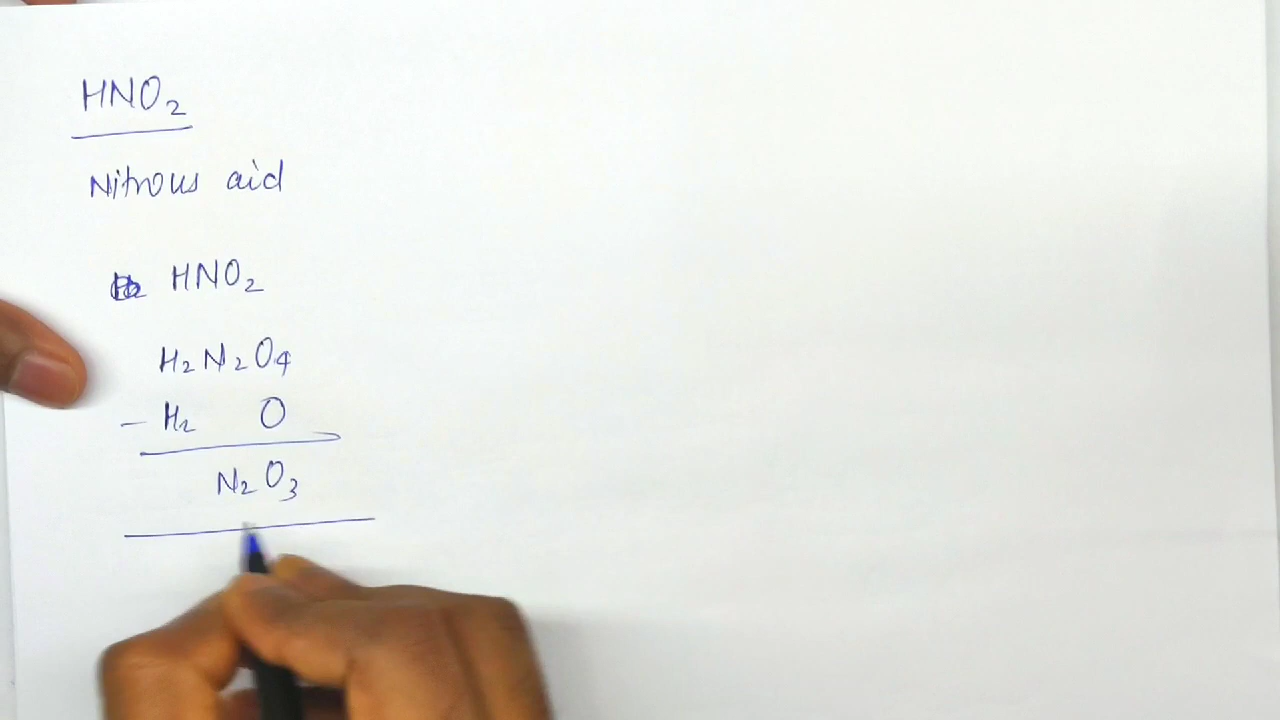 HNO₂
Nitrous aid
HNO₂
H₂N₂O₄
– H₂ O
N₂O₃